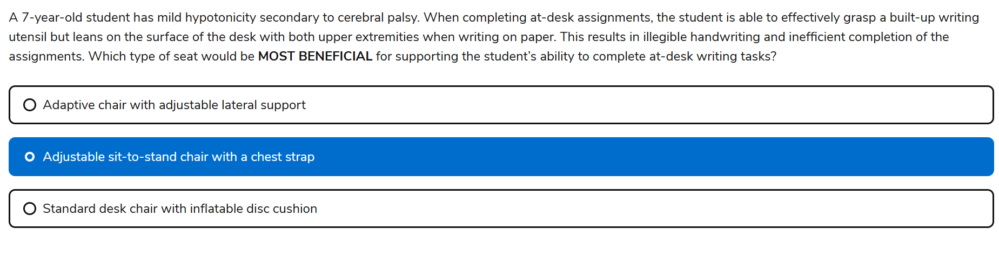 A 7-year-old student has mild hypotonicity secondary to cerebral palsy. When completing at-desk assignments, the student is able to effectively grasp a built-up writing
utensil but leans on the surface of the desk with both upper extremities when writing on paper. This results in illegible handwriting and inefficient completion of the
assignments. Which type of seat would be MOST BENEFICIAL for supporting the student’s ability to complete at-desk writing tasks?
Adaptive chair with adjustable lateral support
Adjustable sit-to-stand chair with a chest strap
Standard desk chair with inflatable disc cushion